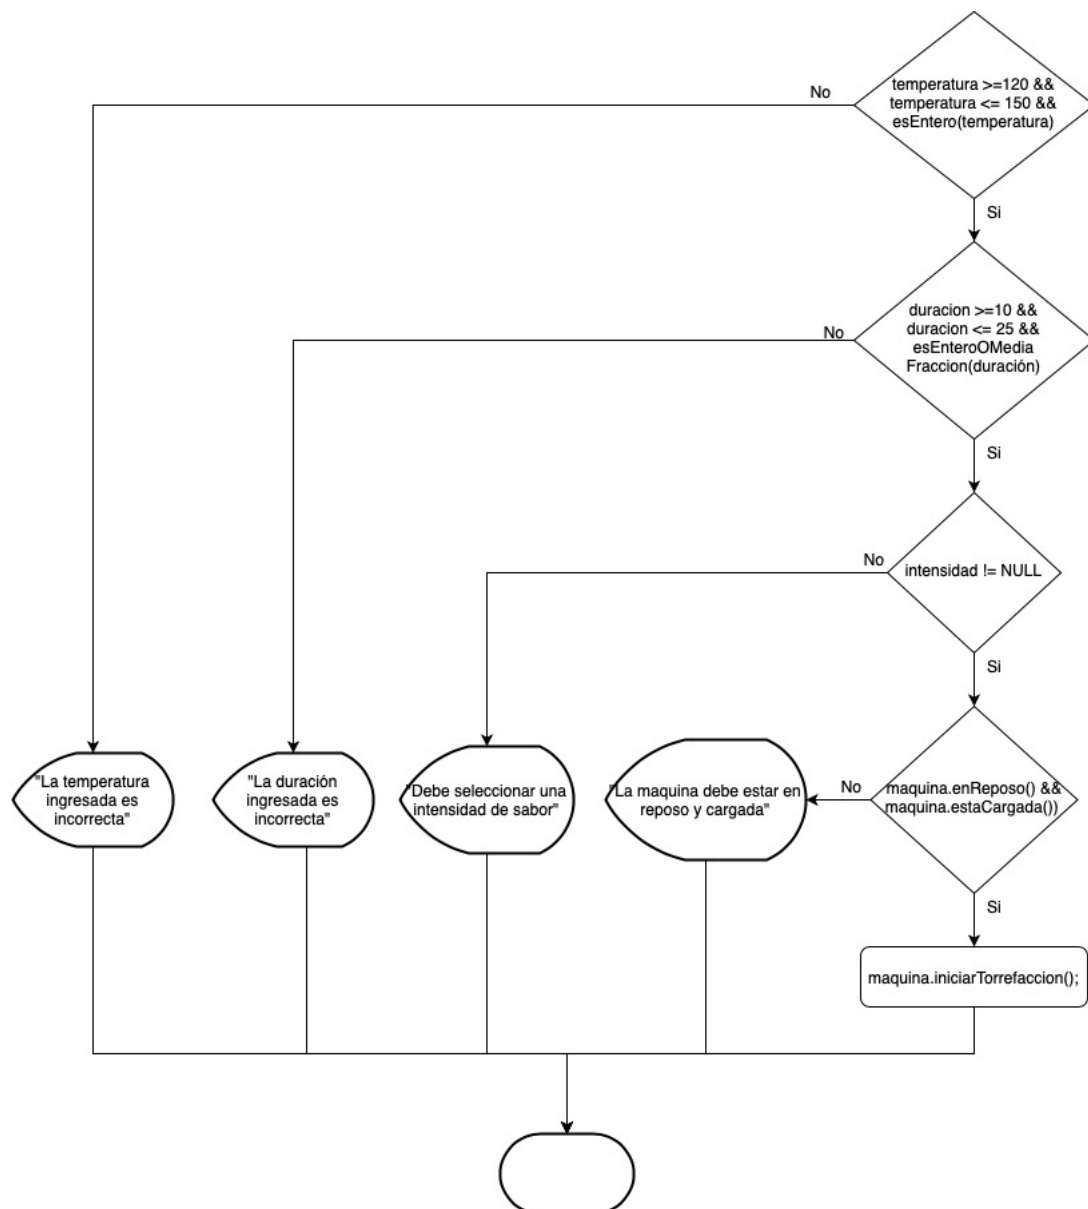 temperatura >=120 &&
temperatura <= 150 &&
esEntero(temperatura)
No
Si
duracion >=10 &&
duracion <= 25 &&
esEnteroOMedia
Fraccion(duración)
No
Si
intensidad != NULL
No
Si
maquina.enReposo() &&
maquina.estaCargada())
No
Si
"La temperatura
ingresada es
incorrecta"
"La duración
ingresada es
incorrecta"
"Debe seleccionar una
intensidad de sabor"
"La maquina debe estar en
reposo y cargada"
maquina.iniciarTorrefaccion();